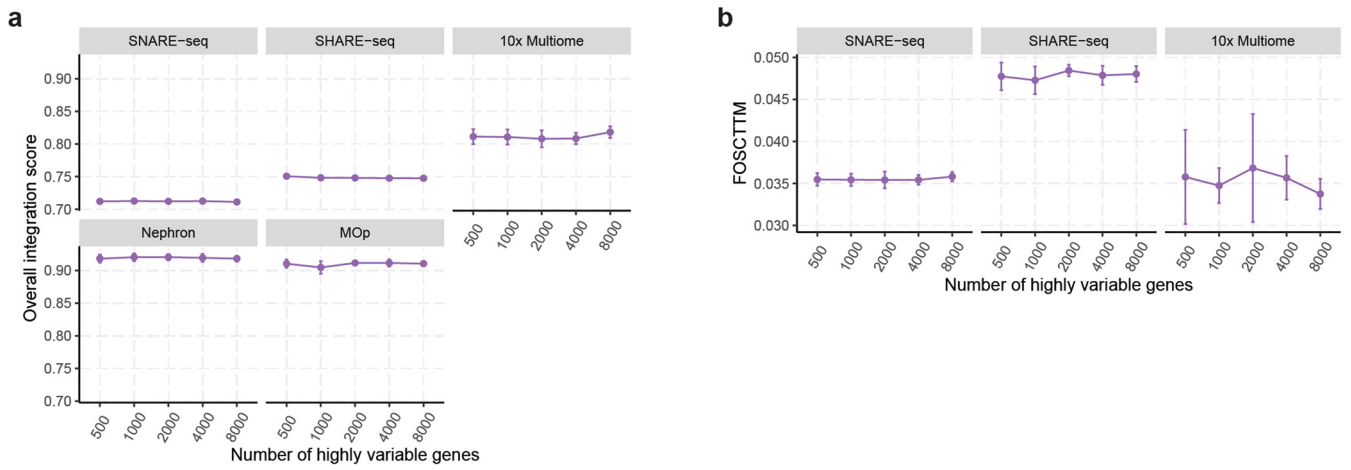 a
SNARE−seq SHARE−seq 10x Multiome
0.90
0.85
0.80
0.75
0.70
Overall integration score
500 1000 2000 4000 8000
Nephron MOp
0.90
0.85
0.80
0.75
0.70
500 1000 2000 4000 8000 500 1000 2000 4000 8000
Number of highly variable genes
b
SNARE−seq SHARE−seq 10x Multiome
0.050
0.045
0.040
0.035
0.030
FOSCTTM
500 1000 2000 4000 8000 500 1000 2000 4000 8000 500 1000 2000 4000 8000
Number of highly variable genes